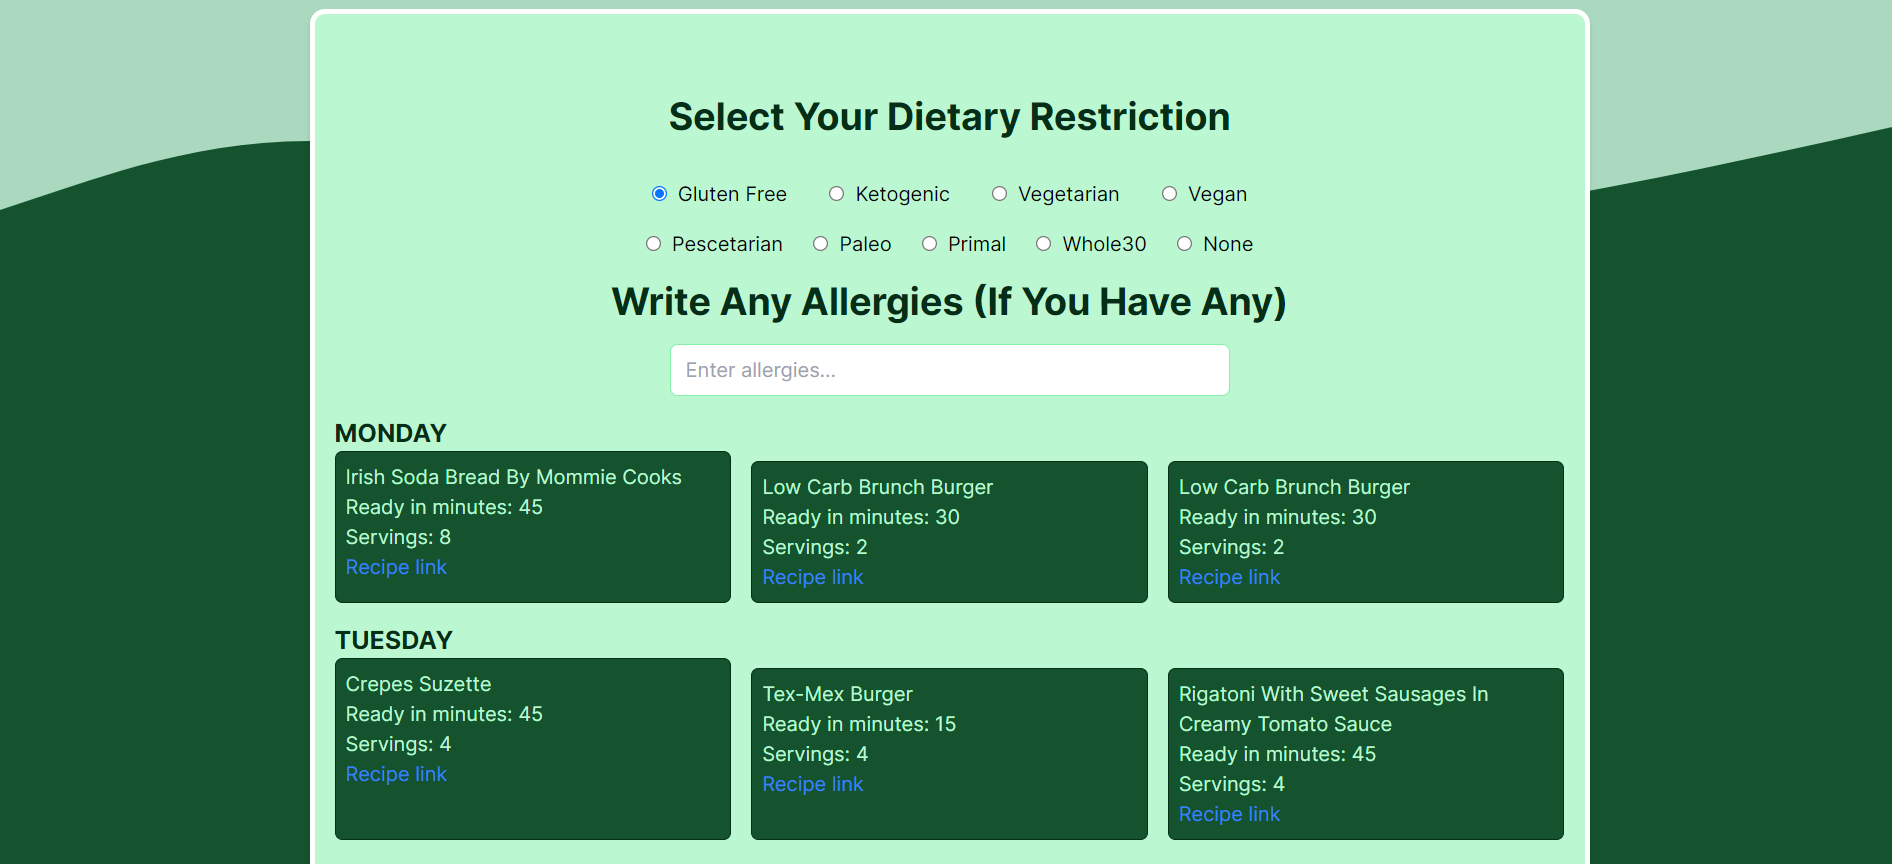 Select Your Dietary Restriction
Gluten Free Ketogenic Vegetarian Vegan
Pescetarian Paleo Primal Whole30 None
Write Any Allergies (If You Have Any)
Enter allergies...
MONDAY
Irish Soda Bread By Mommie Cooks
Ready in minutes: 45
Servings: 8
Recipe link
Low Carb Brunch Burger
Ready in minutes: 30
Servings: 2
Recipe link
Low Carb Brunch Burger
Ready in minutes: 30
Servings: 2
Recipe link
TUESDAY
Crepes Suzette
Ready in minutes: 45
Servings: 4
Recipe link
Tex-Mex Burger
Ready in minutes: 15
Servings: 4
Recipe link
Rigatoni With Sweet Sausages In
Creamy Tomato Sauce
Ready in minutes: 45
Servings: 4
Recipe link